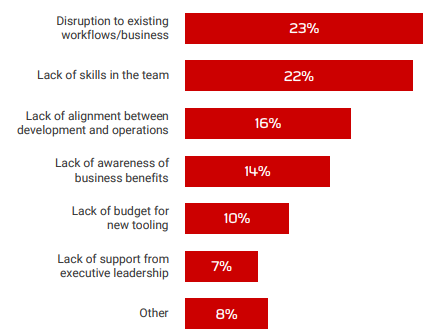 Disruption to existing
workflows/business
23%
Lack of skills in the team
22%
Lack of alignment between
development and operations
16%
Lack of awareness of
business benefits
14%
Lack of budget for
new tooling
10%
Lack of support from
executive leadership
7%
Other
8%